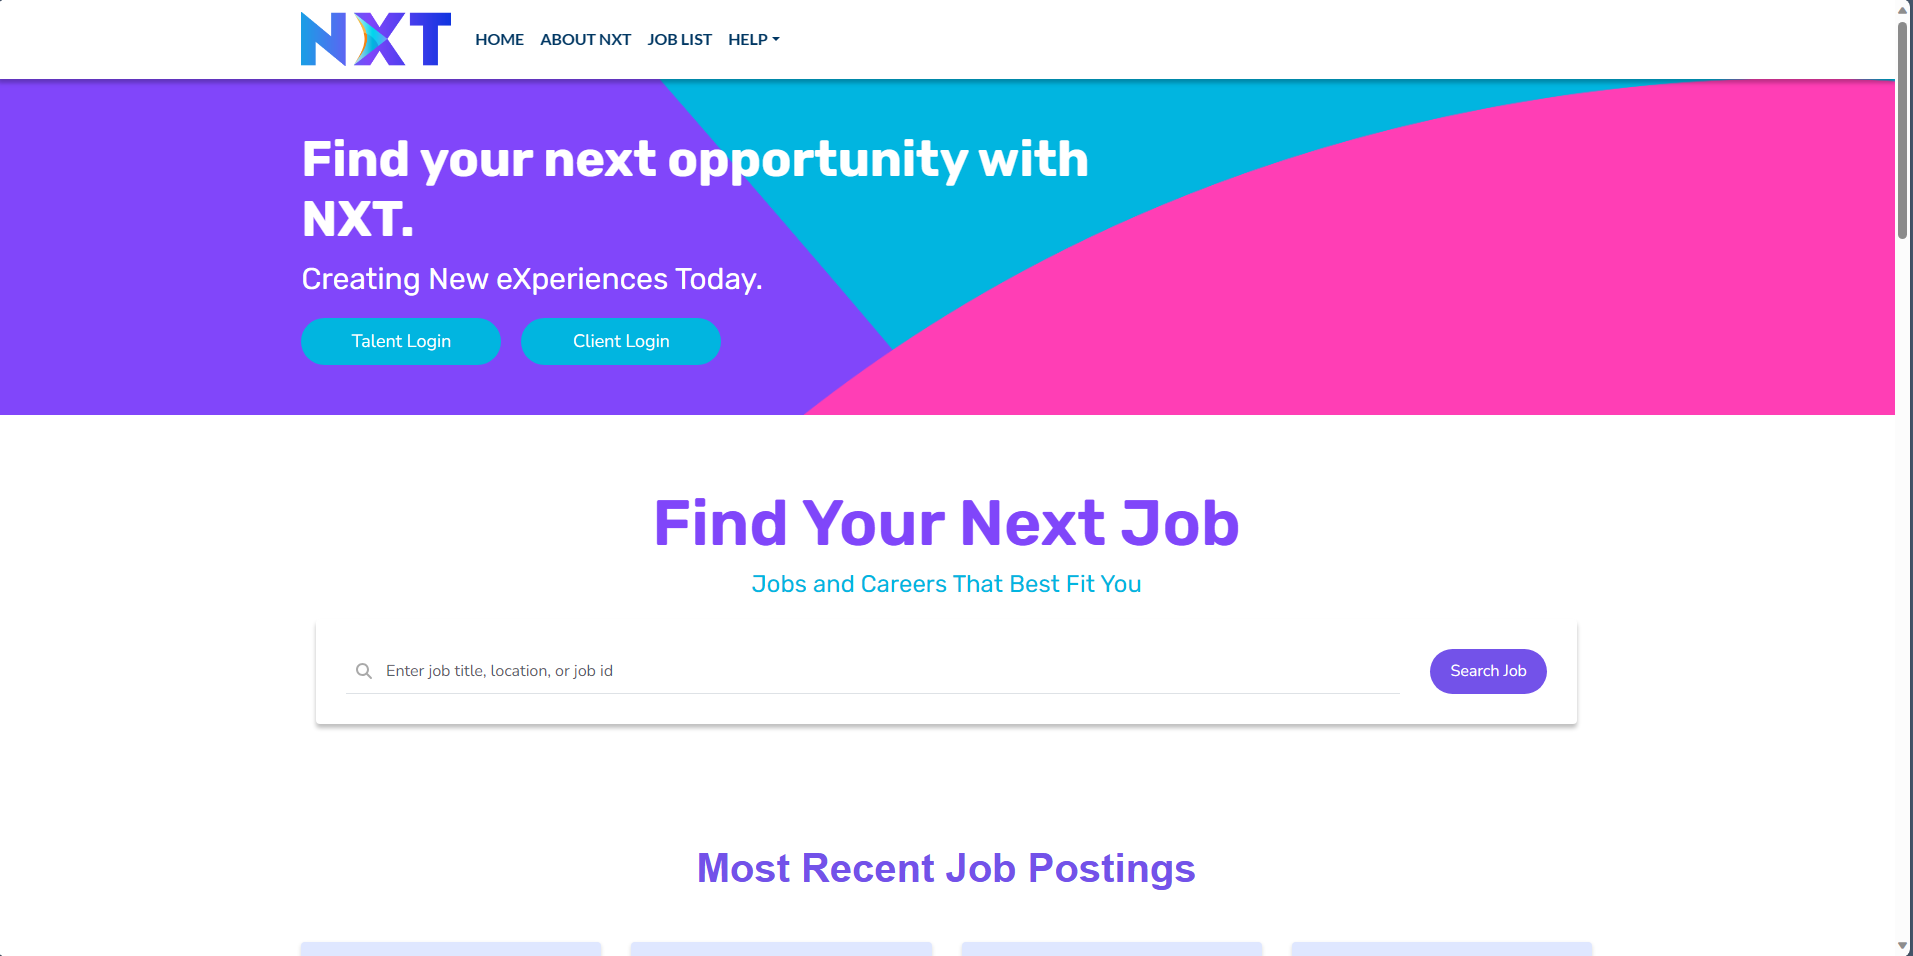 NXT
HOME ABOUT NXT JOB LIST HELP
Find your next opportunity with
NXT.
Creating New eXperiences Today.
Talent Login Client Login
Find Your Next Job
Jobs and Careers That Best Fit You
Enter job title, location, or job id Search Job
Most Recent Job Postings